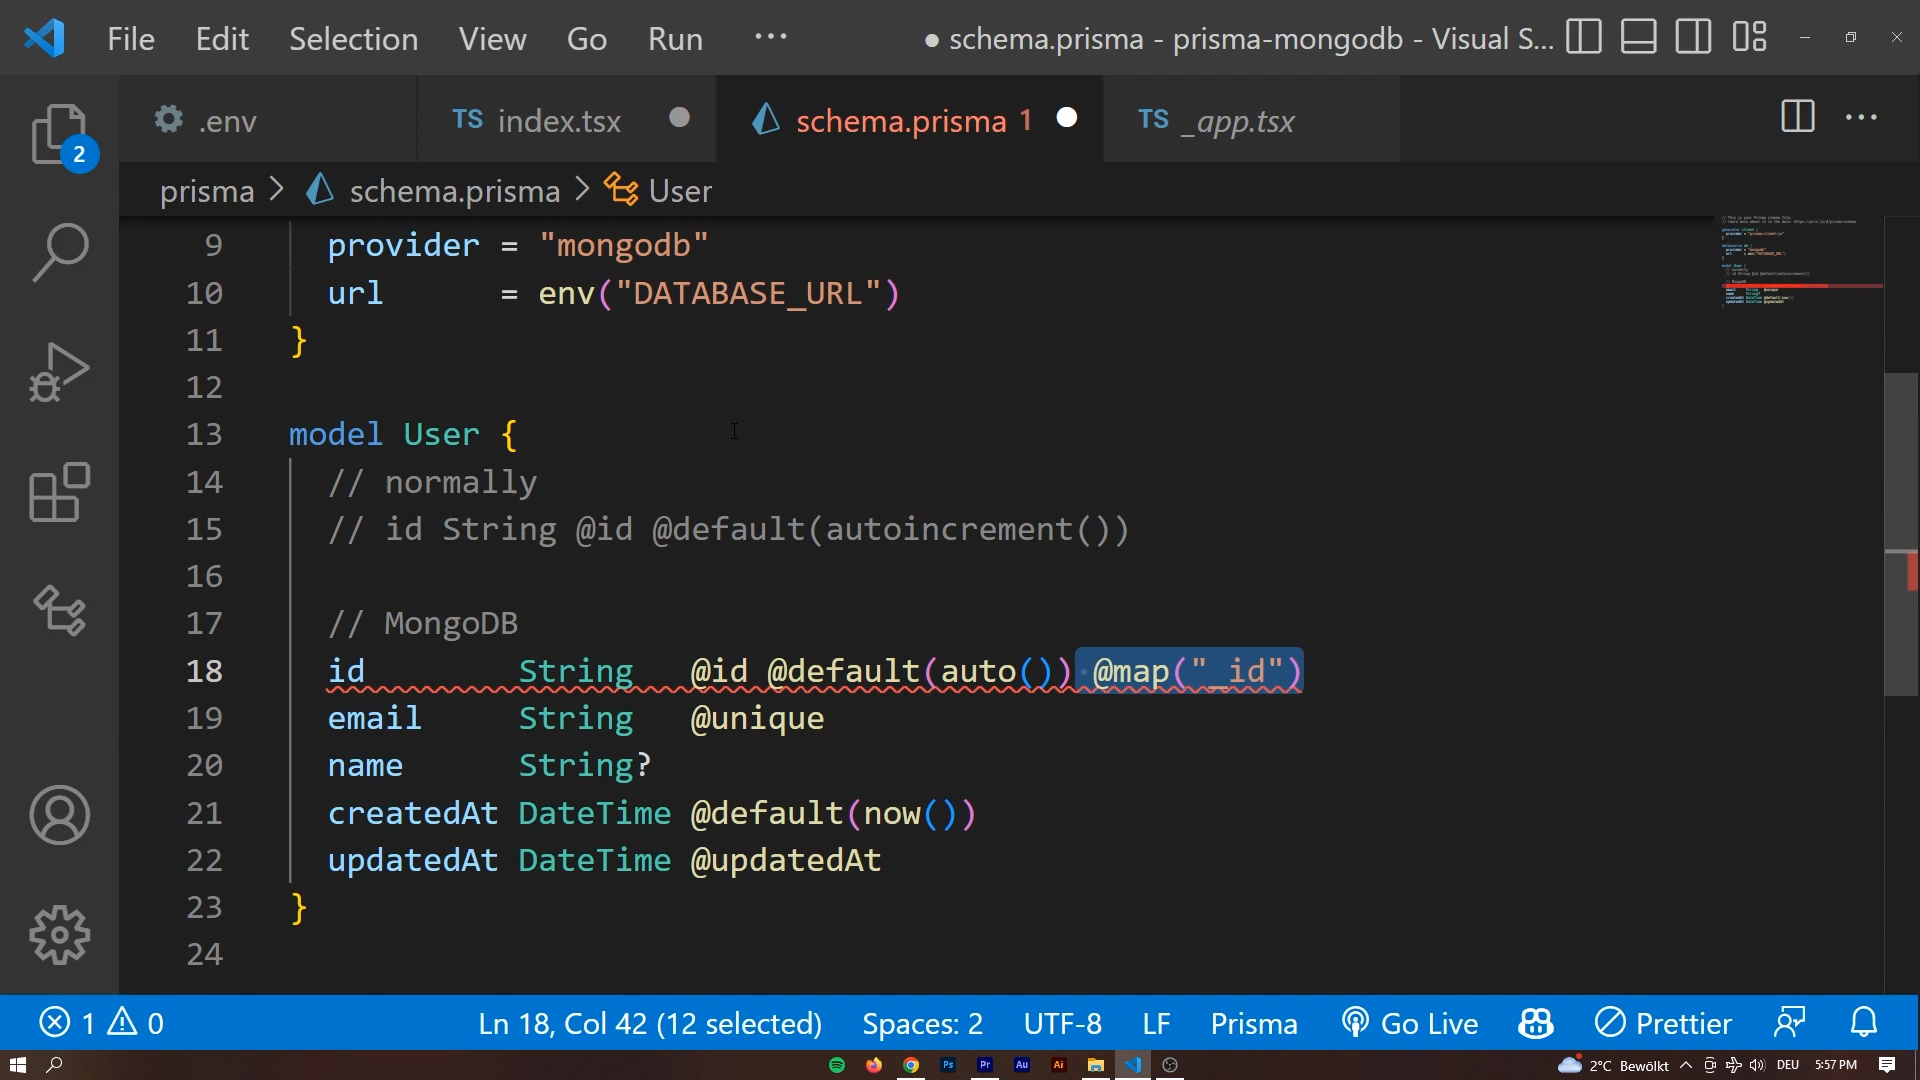 File Edit Selection View Go Run ··· ● schema.prisma - prisma-mongodb - Visual S...
.env TS index.tsx schema.prisma 1 TS _app.tsx ···
2
prisma > schema.prisma > User
9 provider = "mongodb"
10 url = env("DATABASE_URL")
11 }
12
13 model User {
14 // normally
15 // id String @id @default(autoincrement())
16
17 // MongoDB
18 id String @id @default(auto()) @map("_id")
19 email String @unique
20 name String?
21 createdAt DateTime @default(now())
22 updatedAt DateTime @updatedAt
23 }
24
1 0 Ln 18, Col 42 (12 selected) Spaces: 2 UTF-8 LF Prisma Go Live Prettier
Ps Pr Au Ai 2°C Bewölkt DEU 5:57 PM